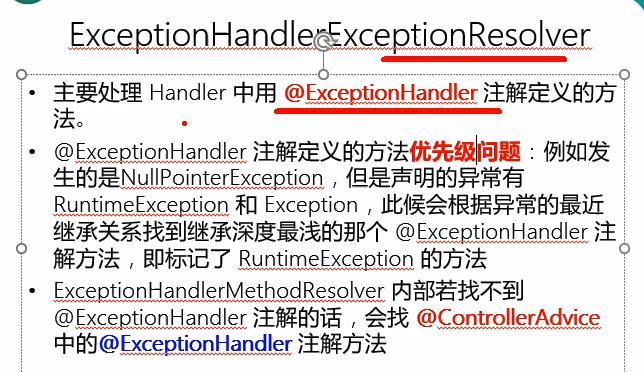 ExceptionHandlerExceptionResolver
• 主要处理 Handler 中用 @ExceptionHandler 注解定义的方
法。
• @ExceptionHandler 注解定义的方法优先级问题：例如发
生的是NullPointerException，但是声明的异常有
RuntimeException 和 Exception，此候会根据异常的最近
继承关系找到继承深度最浅的那个 @ExceptionHandler 注
解方法，即标记了 RuntimeException 的方法
• ExceptionHandlerMethodResolver 内部若找不到
@ExceptionHandler 注解的话，会找 @ControllerAdvice
中的@ExceptionHandler 注解方法